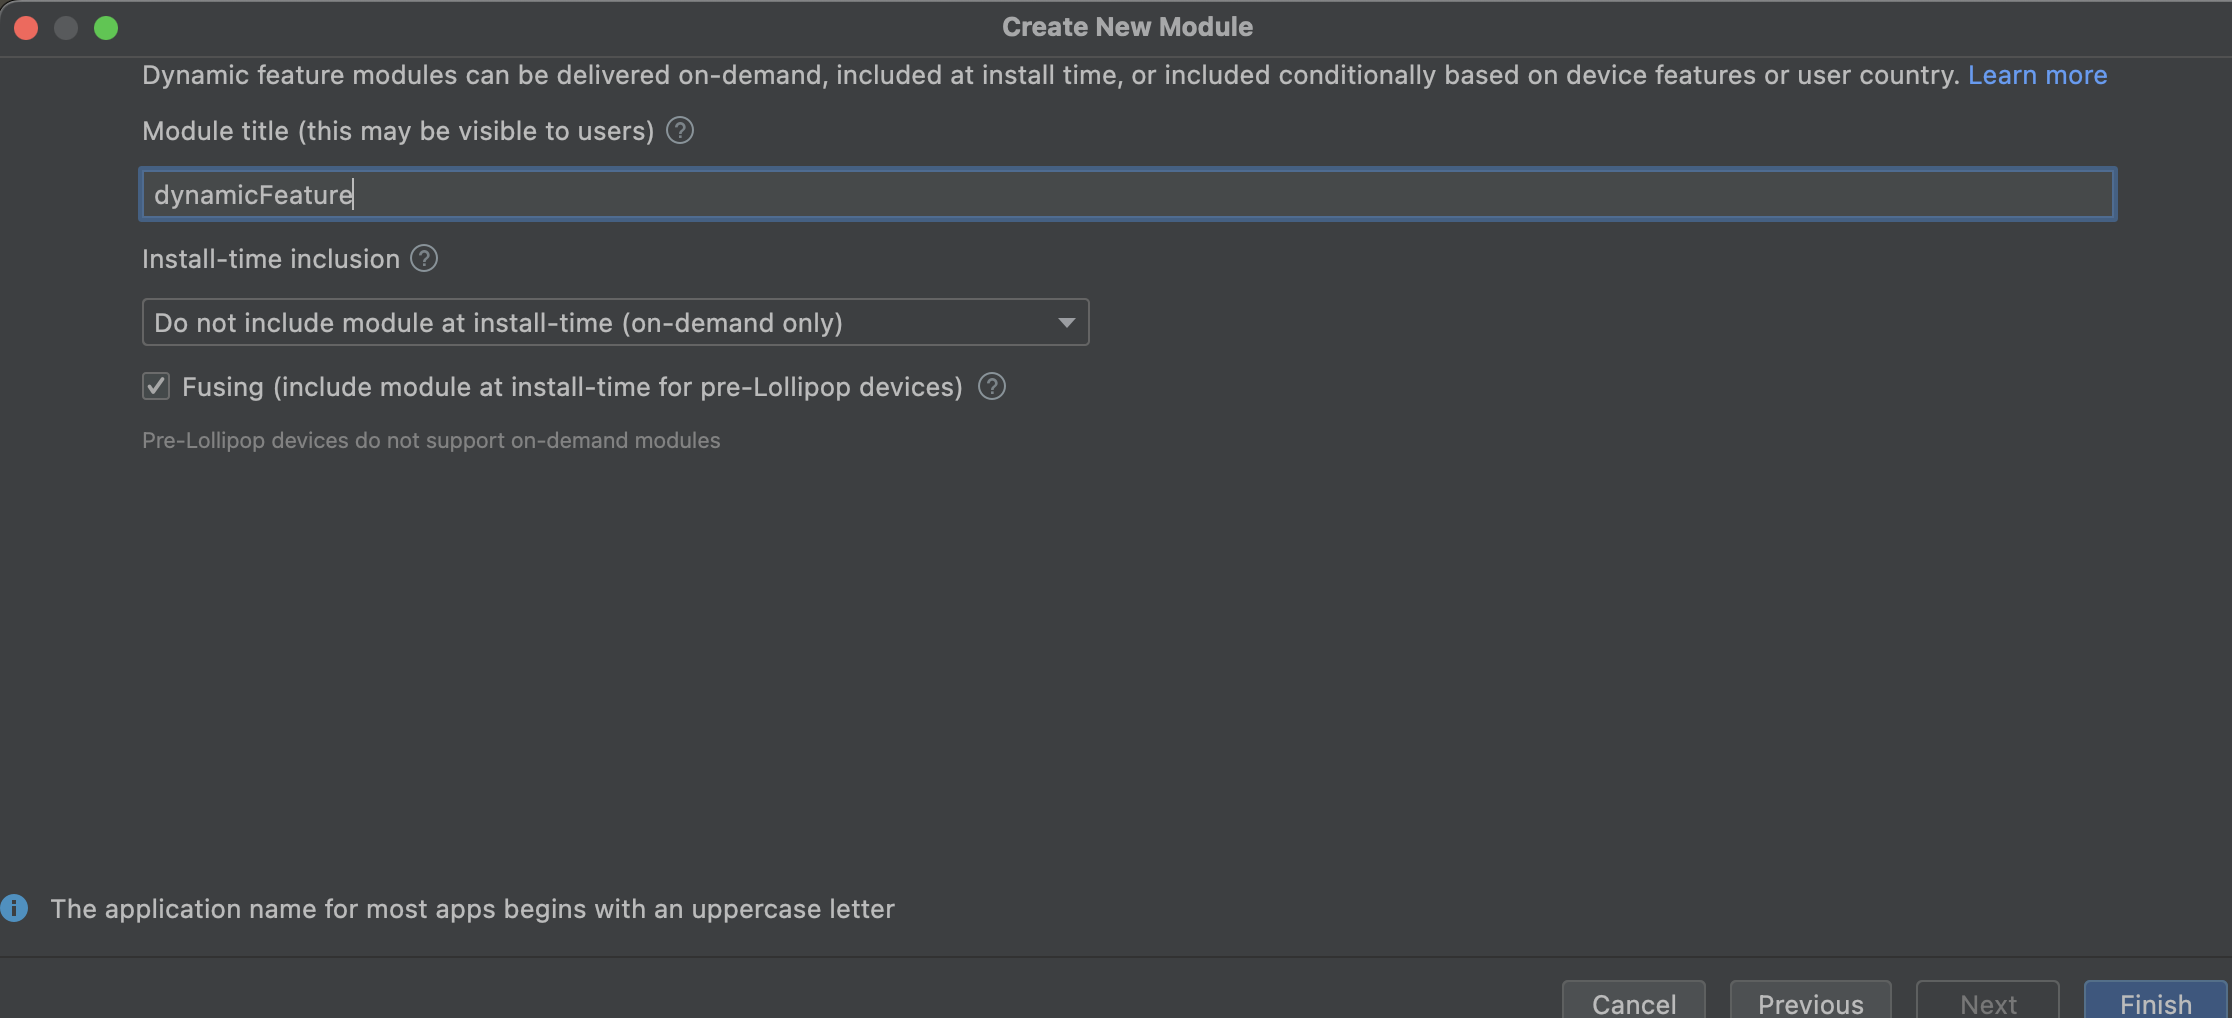 Create New Module
Dynamic feature modules can be delivered on-demand, included at install time, or included conditionally based on device features or user country. Learn more
Module title (this may be visible to users) ?
dynamicFeature
Install-time inclusion ?
Do not include module at install-time (on-demand only)
Fusing (include module at install-time for pre-Lollipop devices) ?
Pre-Lollipop devices do not support on-demand modules
The application name for most apps begins with an uppercase letter
Cancel Previous Next Finish